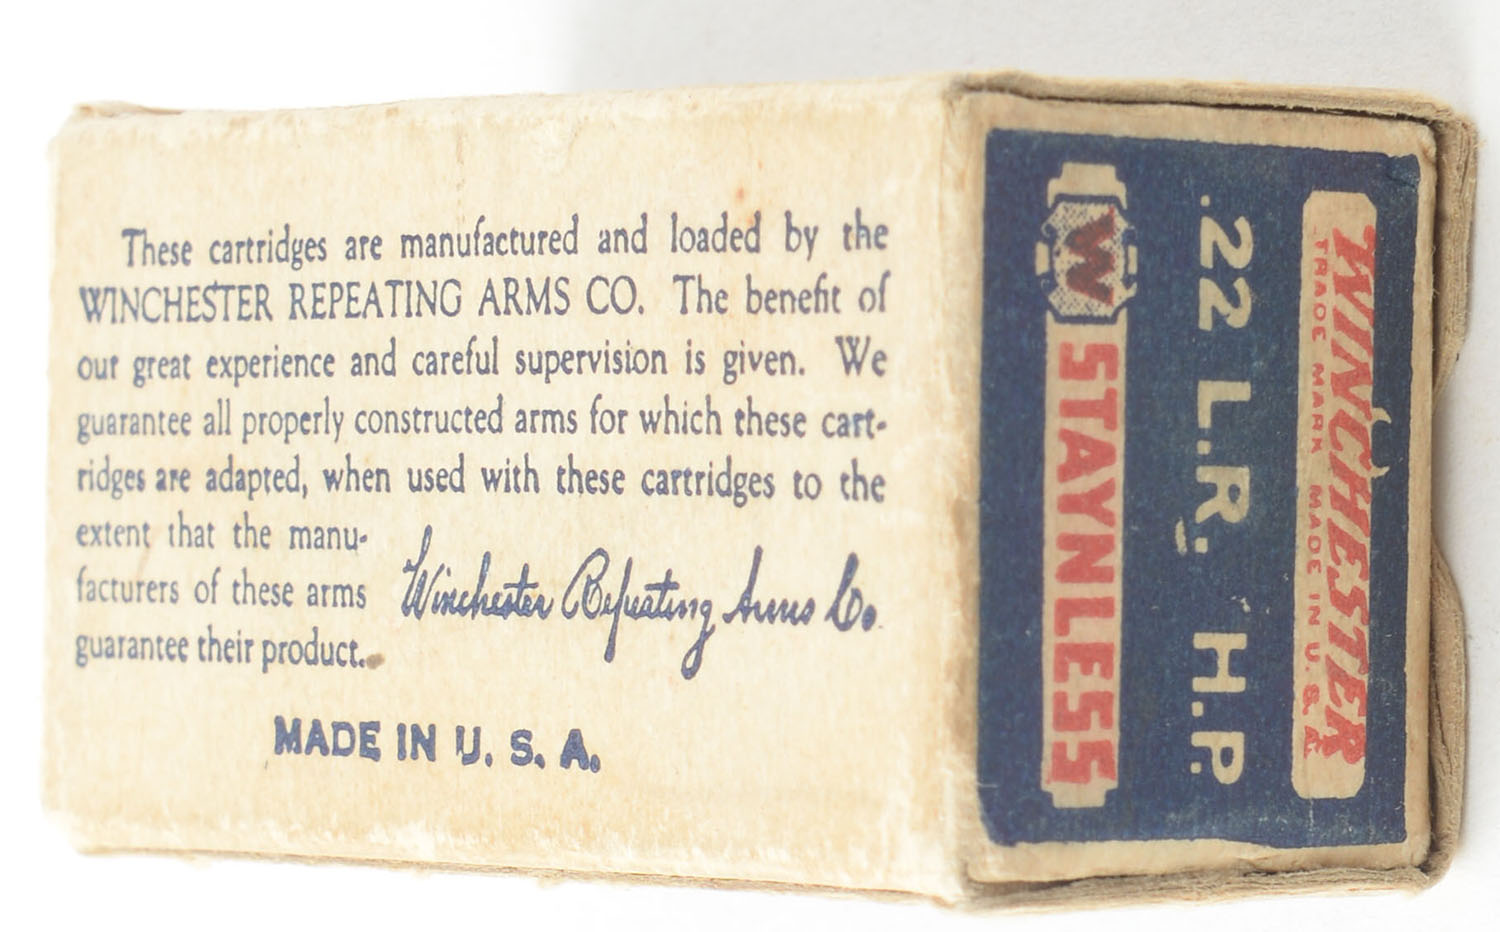 These cartridges are manufactured and loaded by the
WINCHESTER REPEATING ARMS CO. The benefit of
our great experience and careful supervision is given. We
guarantee all properly constructed arms for which these cart-
ridges are adapted, when used with these cartridges to the
extent that the manu-
facturers of these arms
guarantee their product.
Winchester Repeating Arms Co.
MADE IN U. S. A.
WINCHESTER
TRADE MARK MADE IN U. S. A.
.22 L.R. H.P.
W STAYNLESS